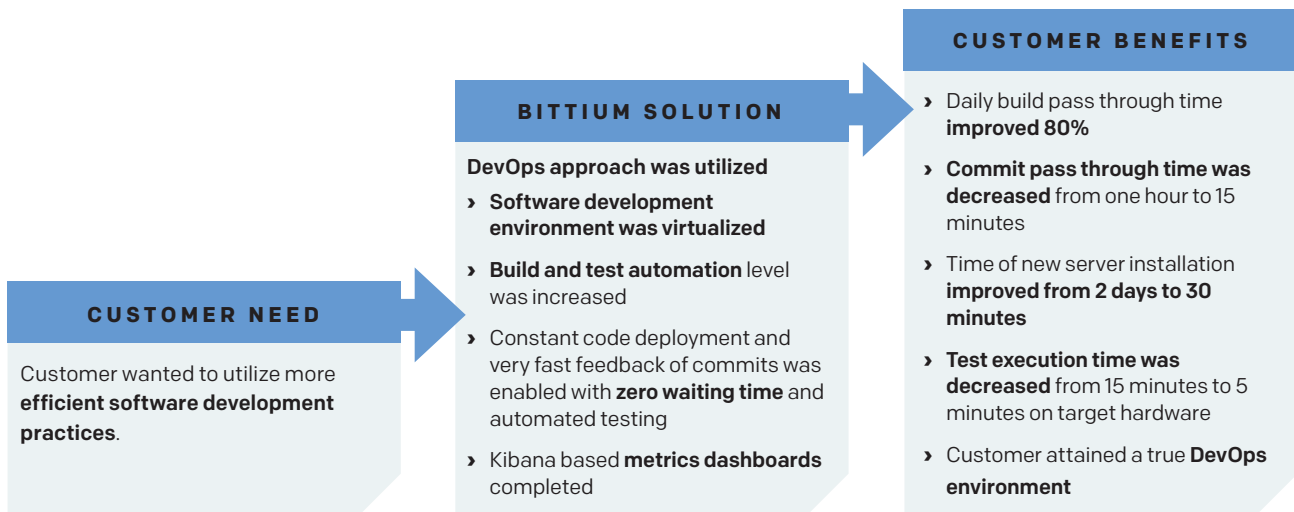 CUSTOMER NEED
Customer wanted to utilize more
efficient software development
practices.
BITTIUM SOLUTION
DevOps approach was utilized
› Software development
environment was virtualized
› Build and test automation level
was increased
› Constant code deployment and
very fast feedback of commits was
enabled with zero waiting time and
automated testing
› Kibana based metrics dashboards
completed
CUSTOMER BENEFITS
› Daily build pass through time
improved 80%
› Commit pass through time was
decreased from one hour to 15
minutes
› Time of new server installation
improved from 2 days to 30
minutes
› Test execution time was
decreased from 15 minutes to 5
minutes on target hardware
› Customer attained a true DevOps
environment